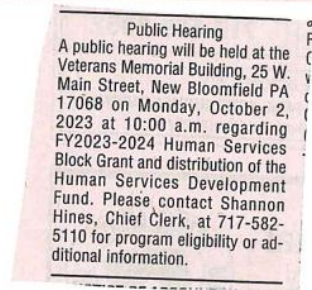 Public Hearing
A public hearing will be held at the
Veterans Memorial Building, 25 W.
Main Street, New Bloomfield PA
17068 on Monday, October 2,
2023 at 10:00 a.m. regarding
FY2023-2024 Human Services
Block Grant and distribution of the
Human Services Development
Fund. Please contact Shannon
Hines, Chief Clerk, at 717-582-
5110 for program eligibility or ad-
ditional information.